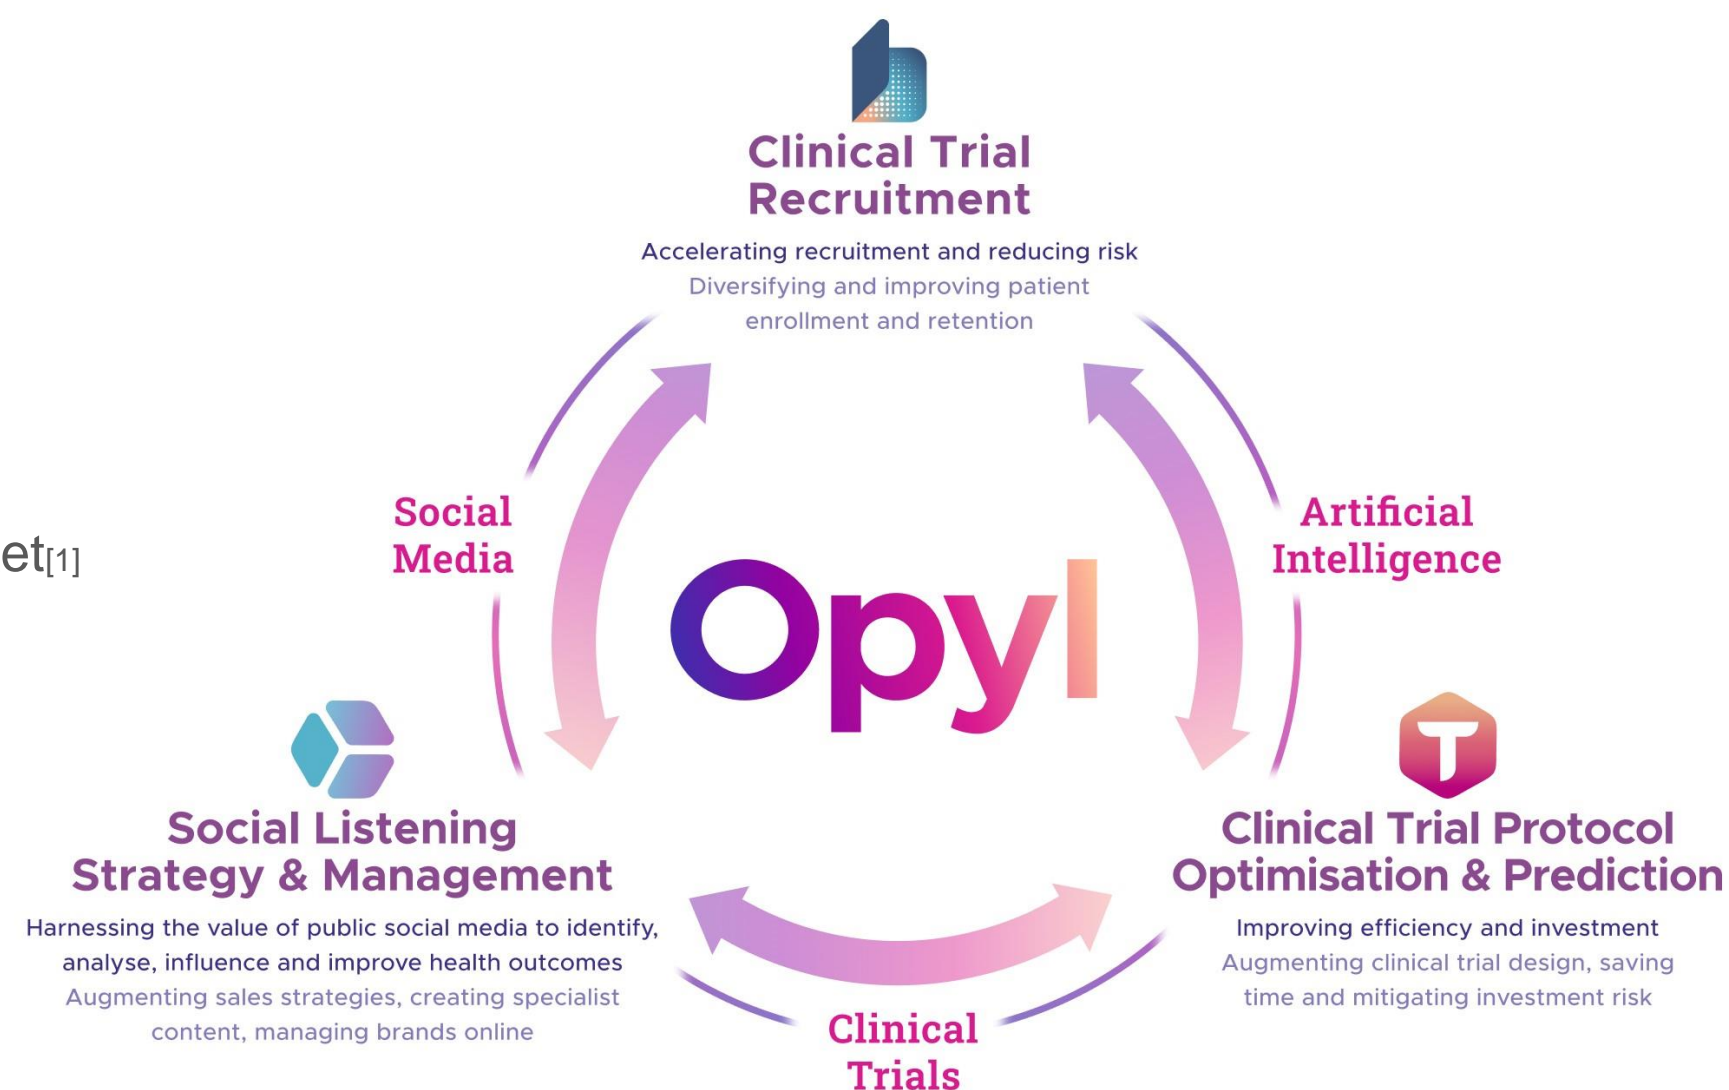 Clinical Trial
Recruitment
Accelerating recruitment and reducing risk
Diversifying and improving patient
enrollment and retention
Social
Media
Artificial
Intelligence
et[1]
Opyl
T
Social Listening
Strategy & Management
Harnessing the value of public social media to identify,
analyse, influence and improve health outcomes
Augmenting sales strategies, creating specialist
content, managing brands online
Clinical Trial Protocol
Optimisation & Prediction
Improving efficiency and investment
Augmenting clinical trial design, saving
time and mitigating investment risk
Clinical
Trials